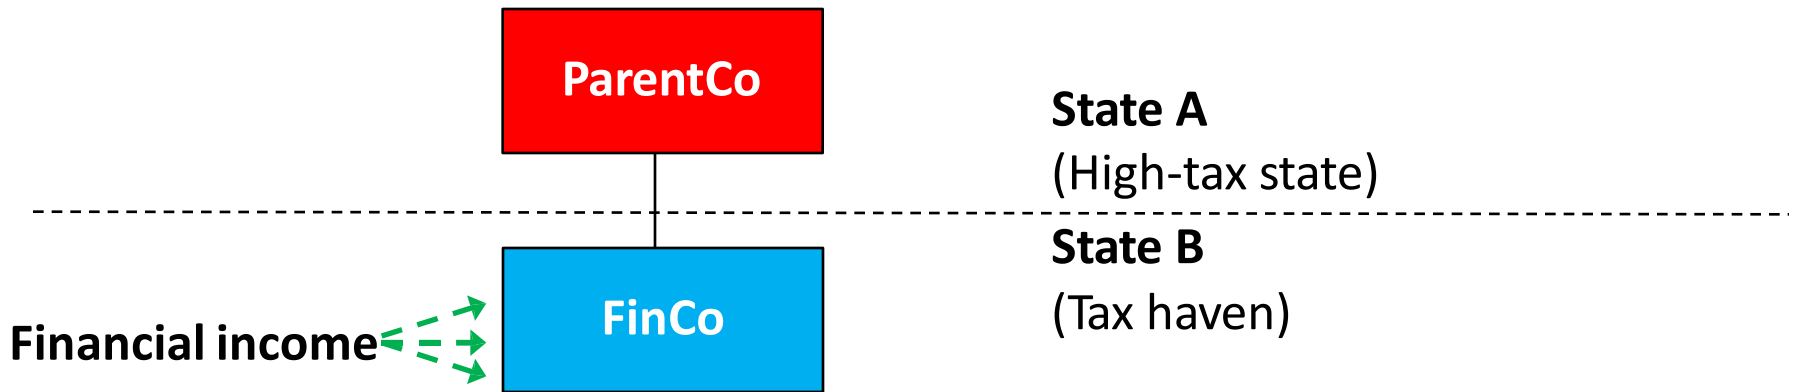 ParentCo
State A
(High-tax state)
State B
(Tax haven)
FinCo
Financial income